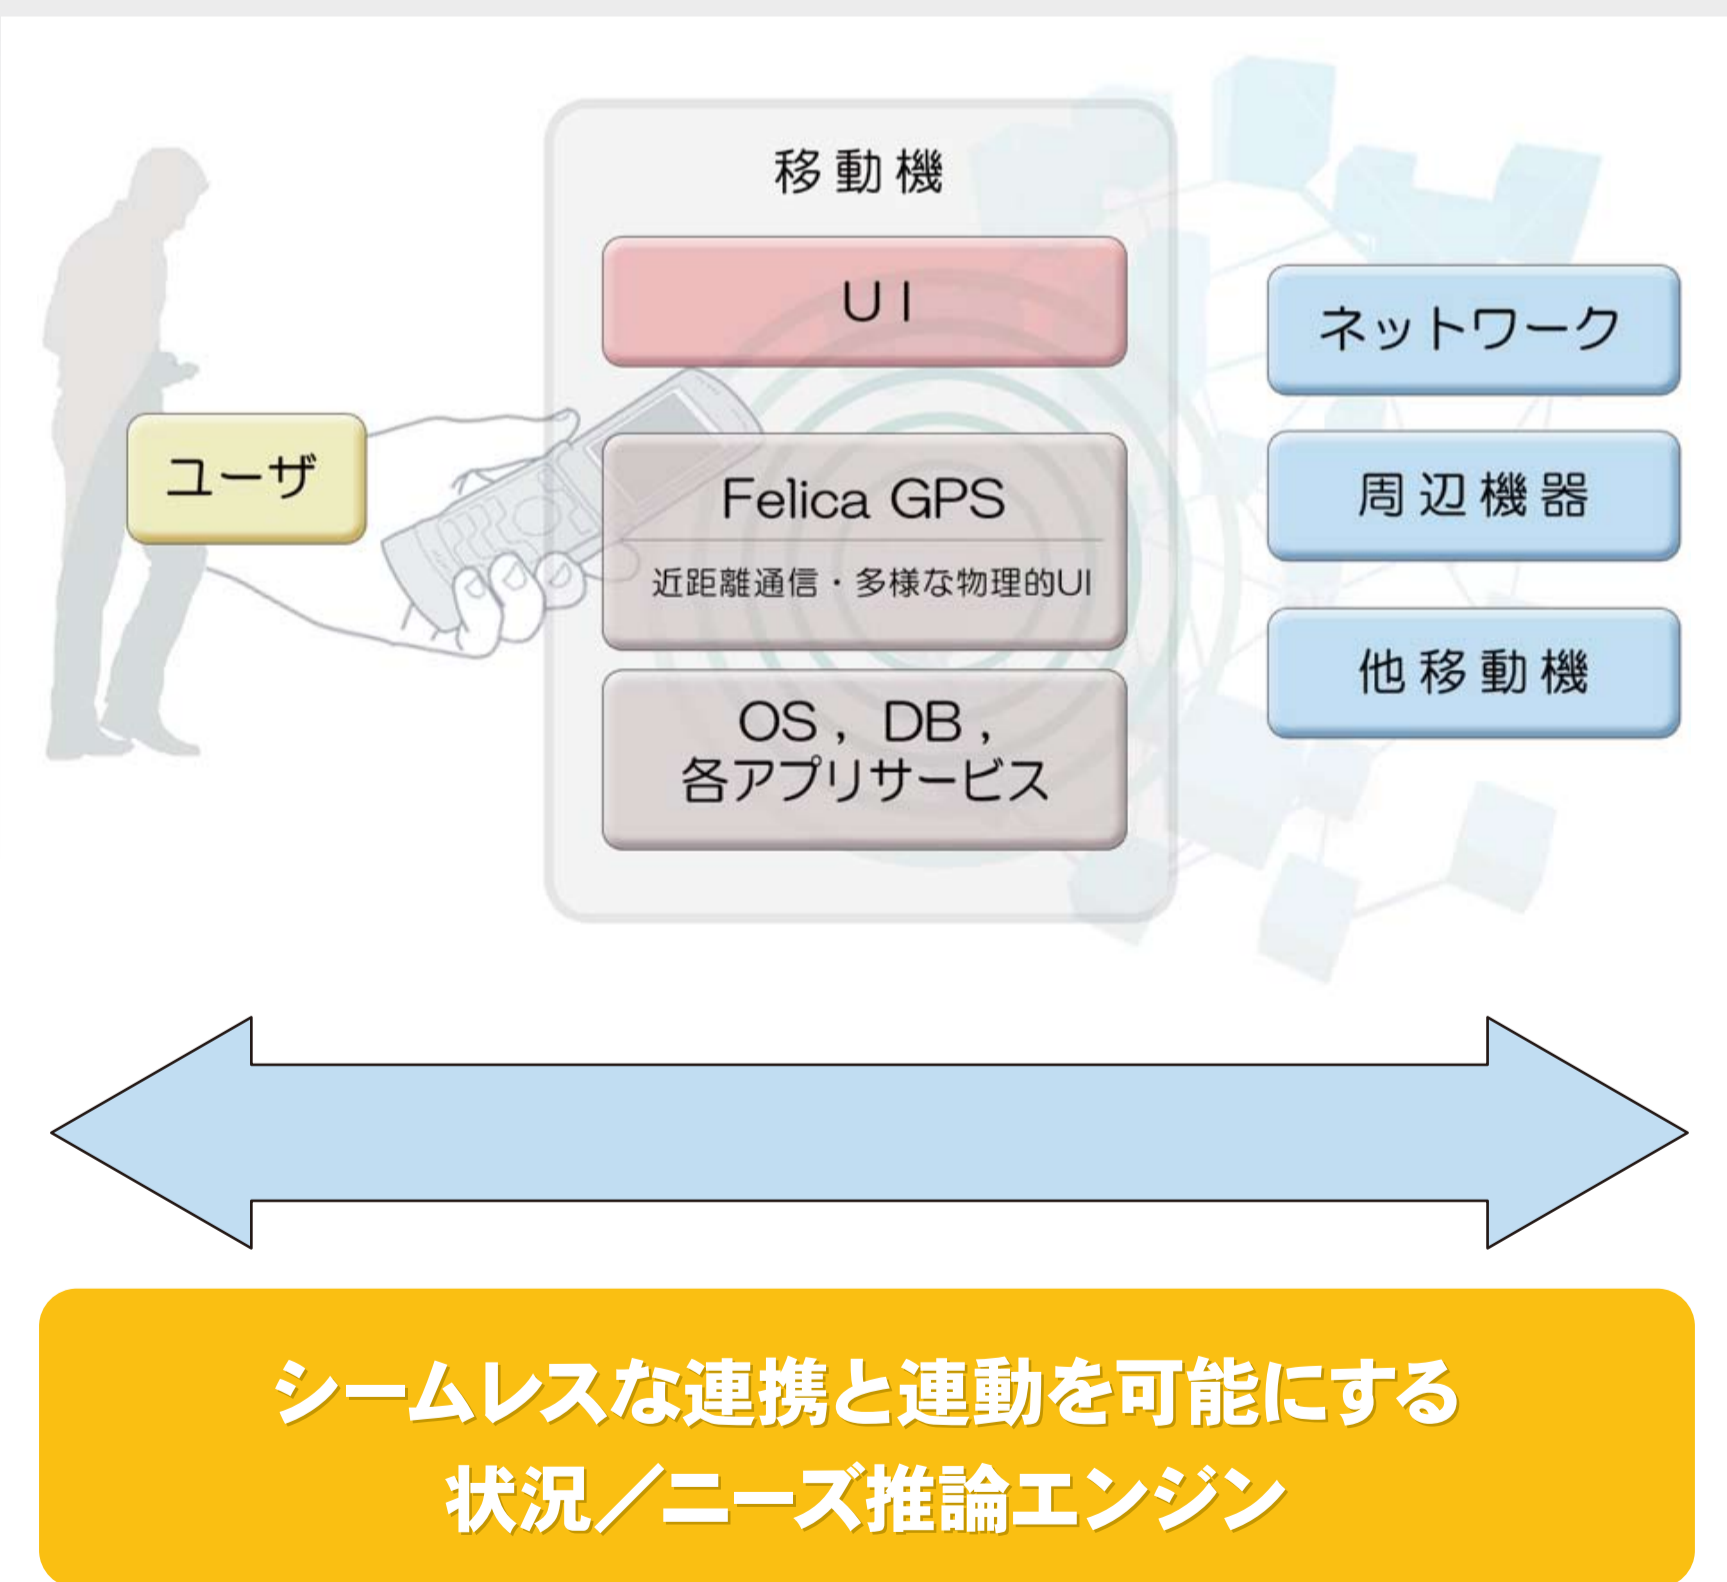 移動機
UI
ユーザ
Felica GPS
近距離通信・多様な物理的UI
OS，DB，
各アプリサービス
ネットワーク
周辺機器
他移動機
シームレスな連携と連動を可能にする
状況／ニーズ推論エンジン